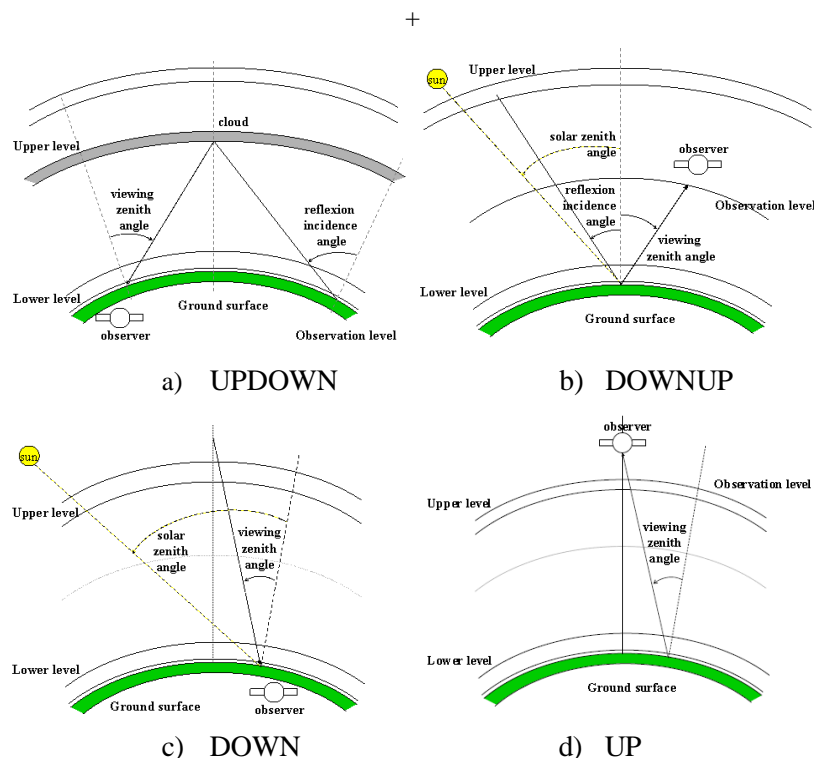 +
cloud
Upper level
viewing
zenith
angle
reflexion
incidence
angle
Lower level
Ground surface
observer
Observation level
a) UPDOWN
sun
Upper level
solar zenith
angle
observer
reflexion
incidence
angle
Observation level
viewing
zenith angle
Lower level
Ground surface
b) DOWNUP
sun
Upper level
solar
zenith
angle
viewing
zenith
angle
Lower level
Ground surface
observer
c) DOWN
observer
Upper level
Observation level
viewing
zenith
angle
Lower level
Ground surface
d) UP